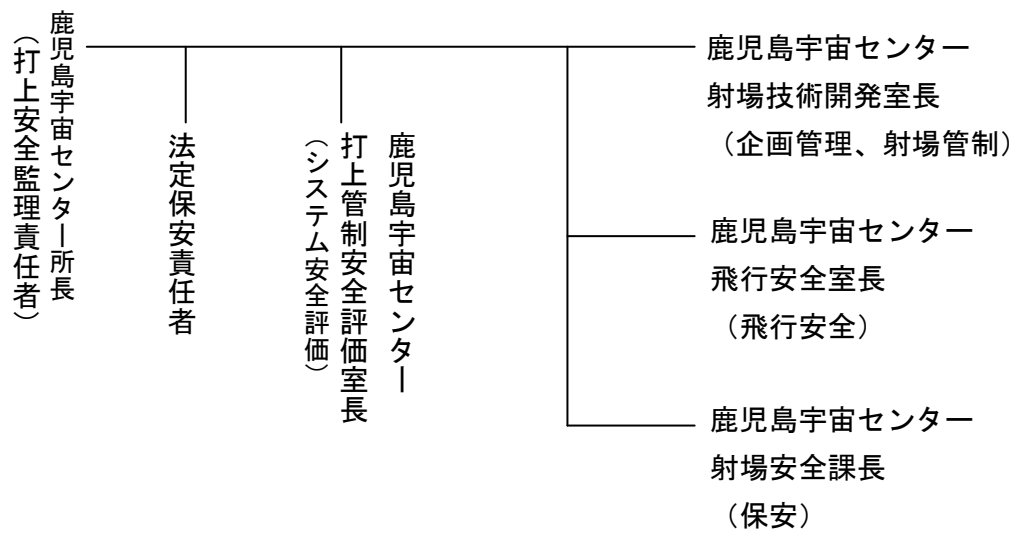 鹿児島宇宙センター所長
（打上安全監理責任者）
法定保安責任者
鹿児島宇宙センター
打上管制安全評価室長
（システム安全評価）
鹿児島宇宙センター
射場技術開発室長
（企画管理、射場管制）
鹿児島宇宙センター
飛行安全室長
（飛行安全）
鹿児島宇宙センター
射場安全課長
（保安）